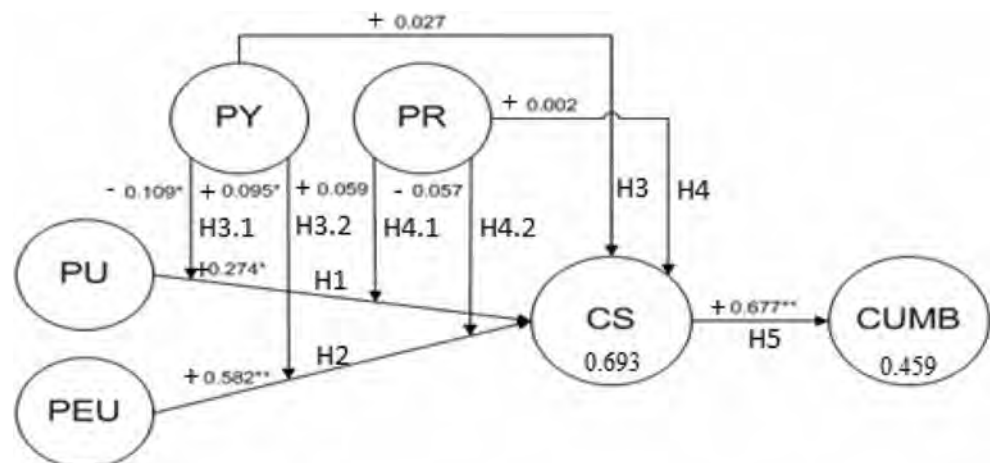 + 0.027
PY
PR
+ 0.002
- 0.109*
+ 0.095*
+ 0.059
- 0.057
H3.1
H3.2
H4.1
H4.2
H3
H4
PU
+0.274*
H1
CS
0.693
+ 0.677**
H5
CUMB
0.459
H2
+ 0.582**
PEU